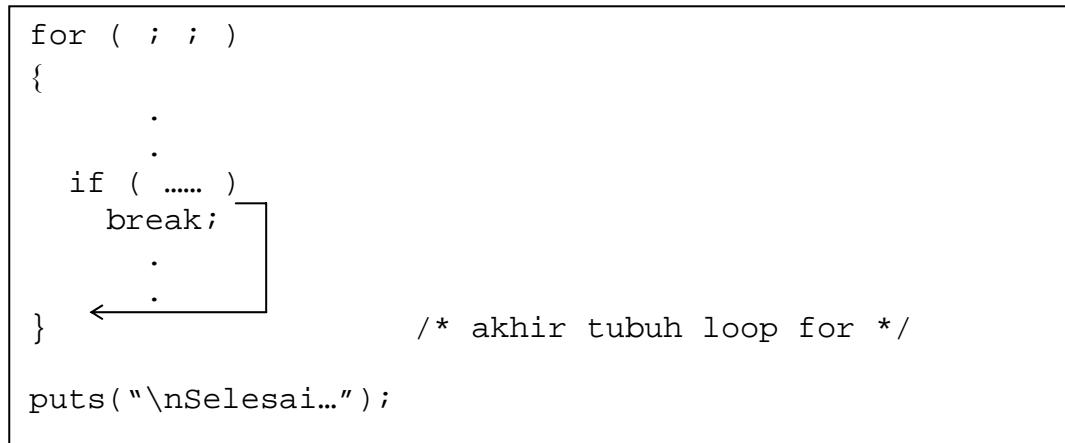 for ( ; ; )
{
.
.
if ( …… )
break;
.
.
} /* akhir tubuh loop for */
puts(“\nSelesai…”);